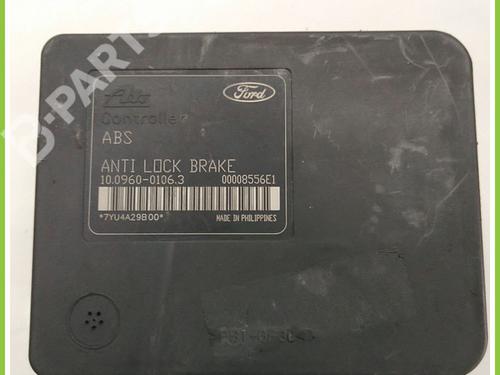 B-PARTS
Ate
Ford
Controller
ABS
ANTI LOCK BRAKE
10.0960-0106.3 00008556E1
*7YU4A29B00* MADE IN PHILIPPINES